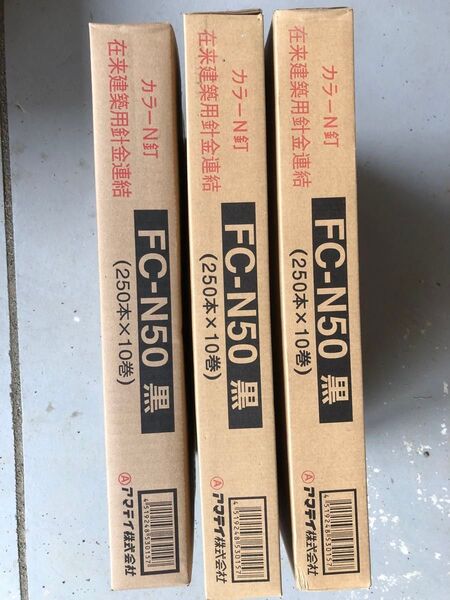 カラーN釘
在来建築用針金連結
FC-N50 黒
(250本×10巻)
Ⓐ アマテイ株式会社
4519248530157
カラーN釘
在来建築用針金連結
FC-N50 黒
(250本×10巻)
Ⓐ アマテイ株式会社
4519248530157
カラーN釘
在来建築用針金連結
FC-N50 黒
(250本×10巻)
Ⓐ アマテイ株式会社
4519248530157